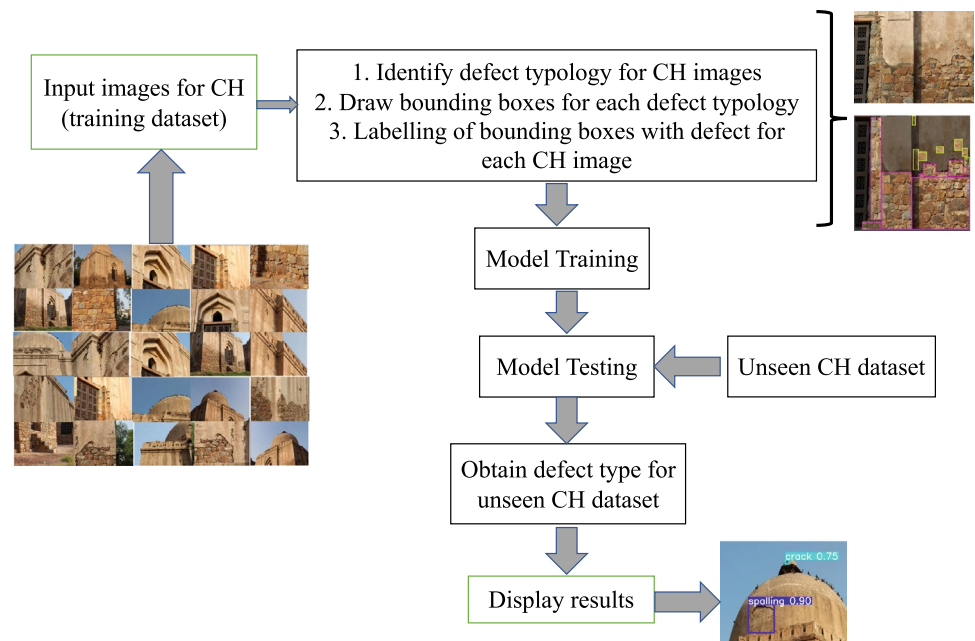 Input images for CH
(training dataset)
1. Identify defect typology for CH images
2. Draw bounding boxes for each defect typology
3. Labelling of bounding boxes with defect for
each CH image
Model Training
Model Testing
Unseen CH dataset
Obtain defect type for
unseen CH dataset
Display results
crack 0.75
spalling 0.90